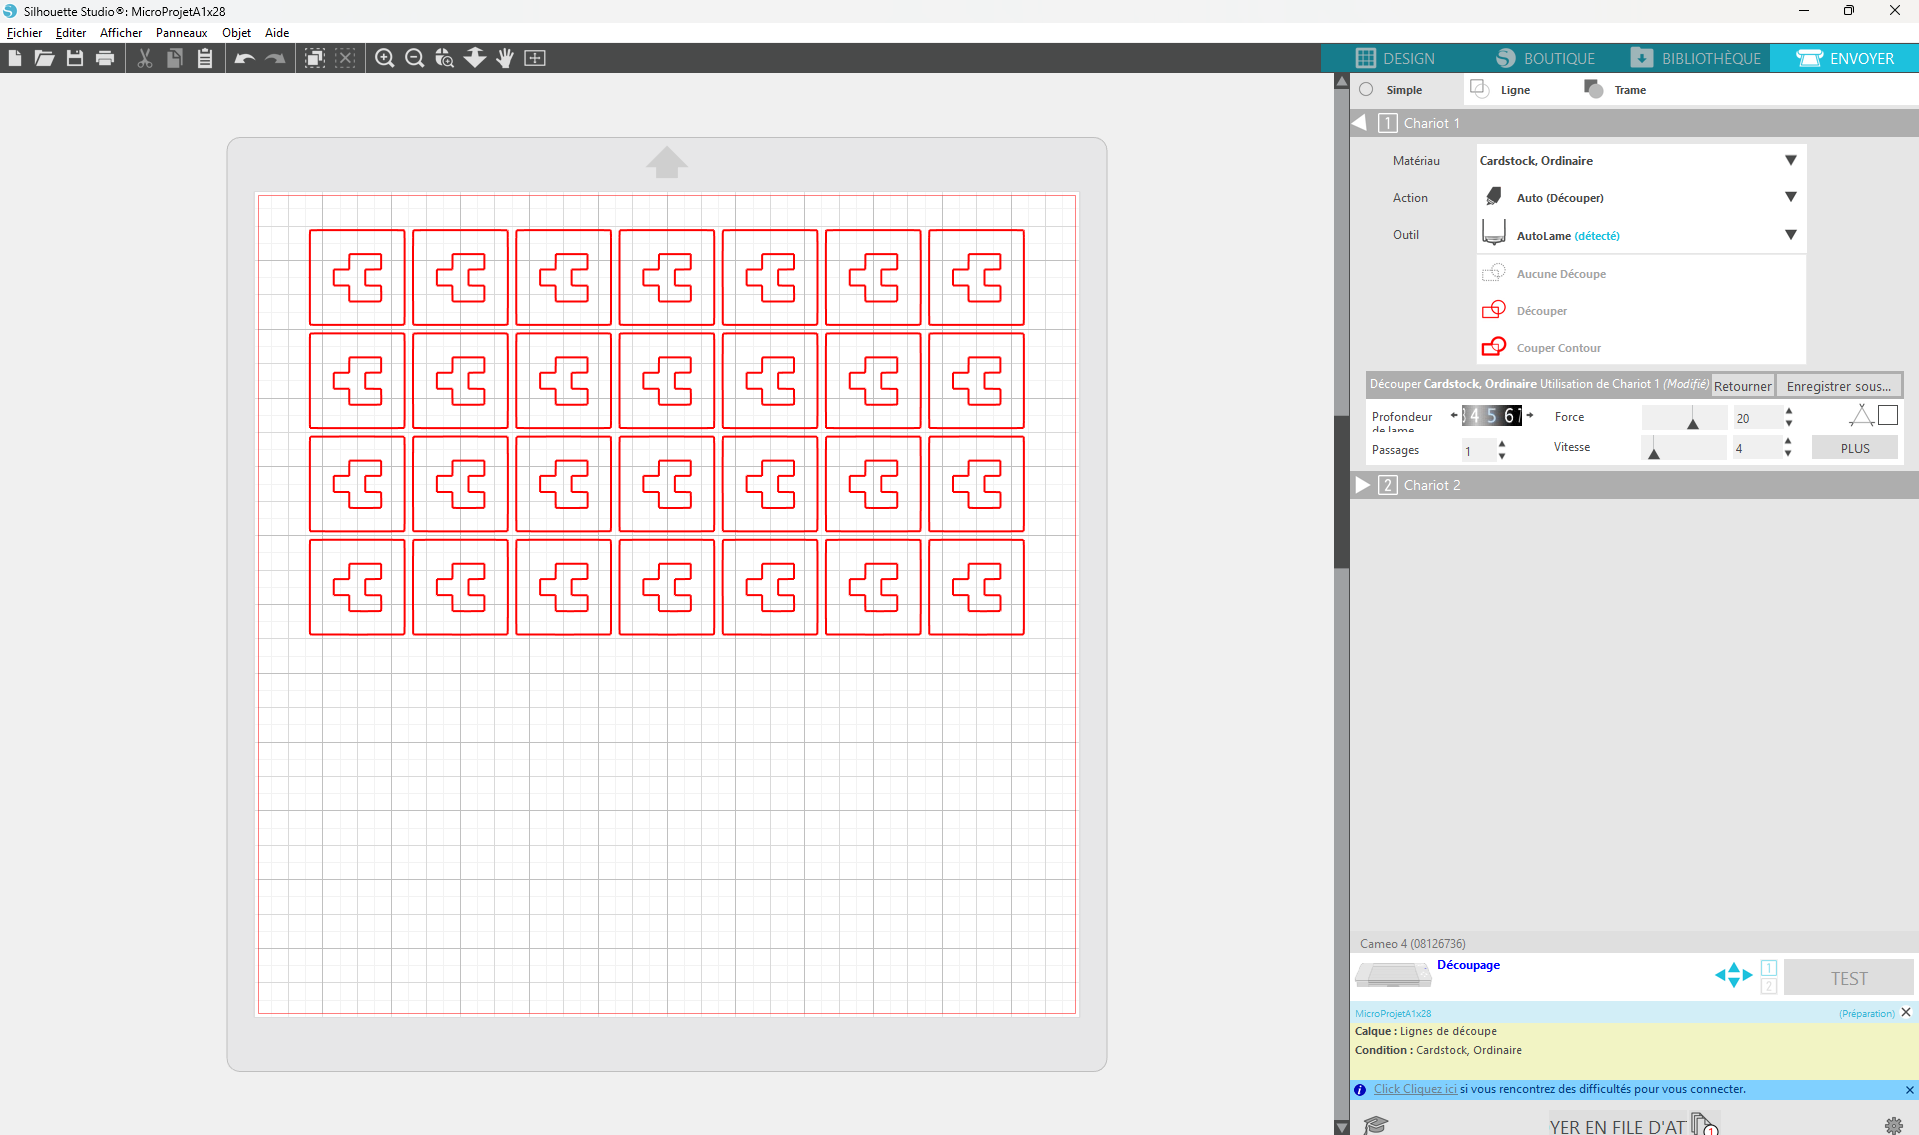 Silhouette Studio®: MicroProjetA1x28
Fichier Editer Afficher Panneaux Objet Aide
DESIGN BOUTIQUE BIBLIOTHÈQUE ENVOYER
Simple Ligne Trame
1 Chariot 1
Matériau Cardstock, Ordinaire
Action Auto (Découper)
Outil AutoLame (détecté)
Aucune Découpe
Découper
Couper Contour
Découper Cardstock, Ordinaire Utilisation de Chariot 1 (Modifié) Retourner Enregistrer sous...
Profondeur de lame 3 4 5 6 7 Force 20
Passages 1 Vitesse 4 PLUS
2 Chariot 2
Cameo 4 (08126736)
Découpage 1 2 TEST
MicroProjetA1x28 (Préparation)
Calque : Lignes de découpe
Condition : Cardstock, Ordinaire
Click Cliquez ici si vous rencontrez des difficultés pour vous connecter.
YER EN FILE D'AT 1